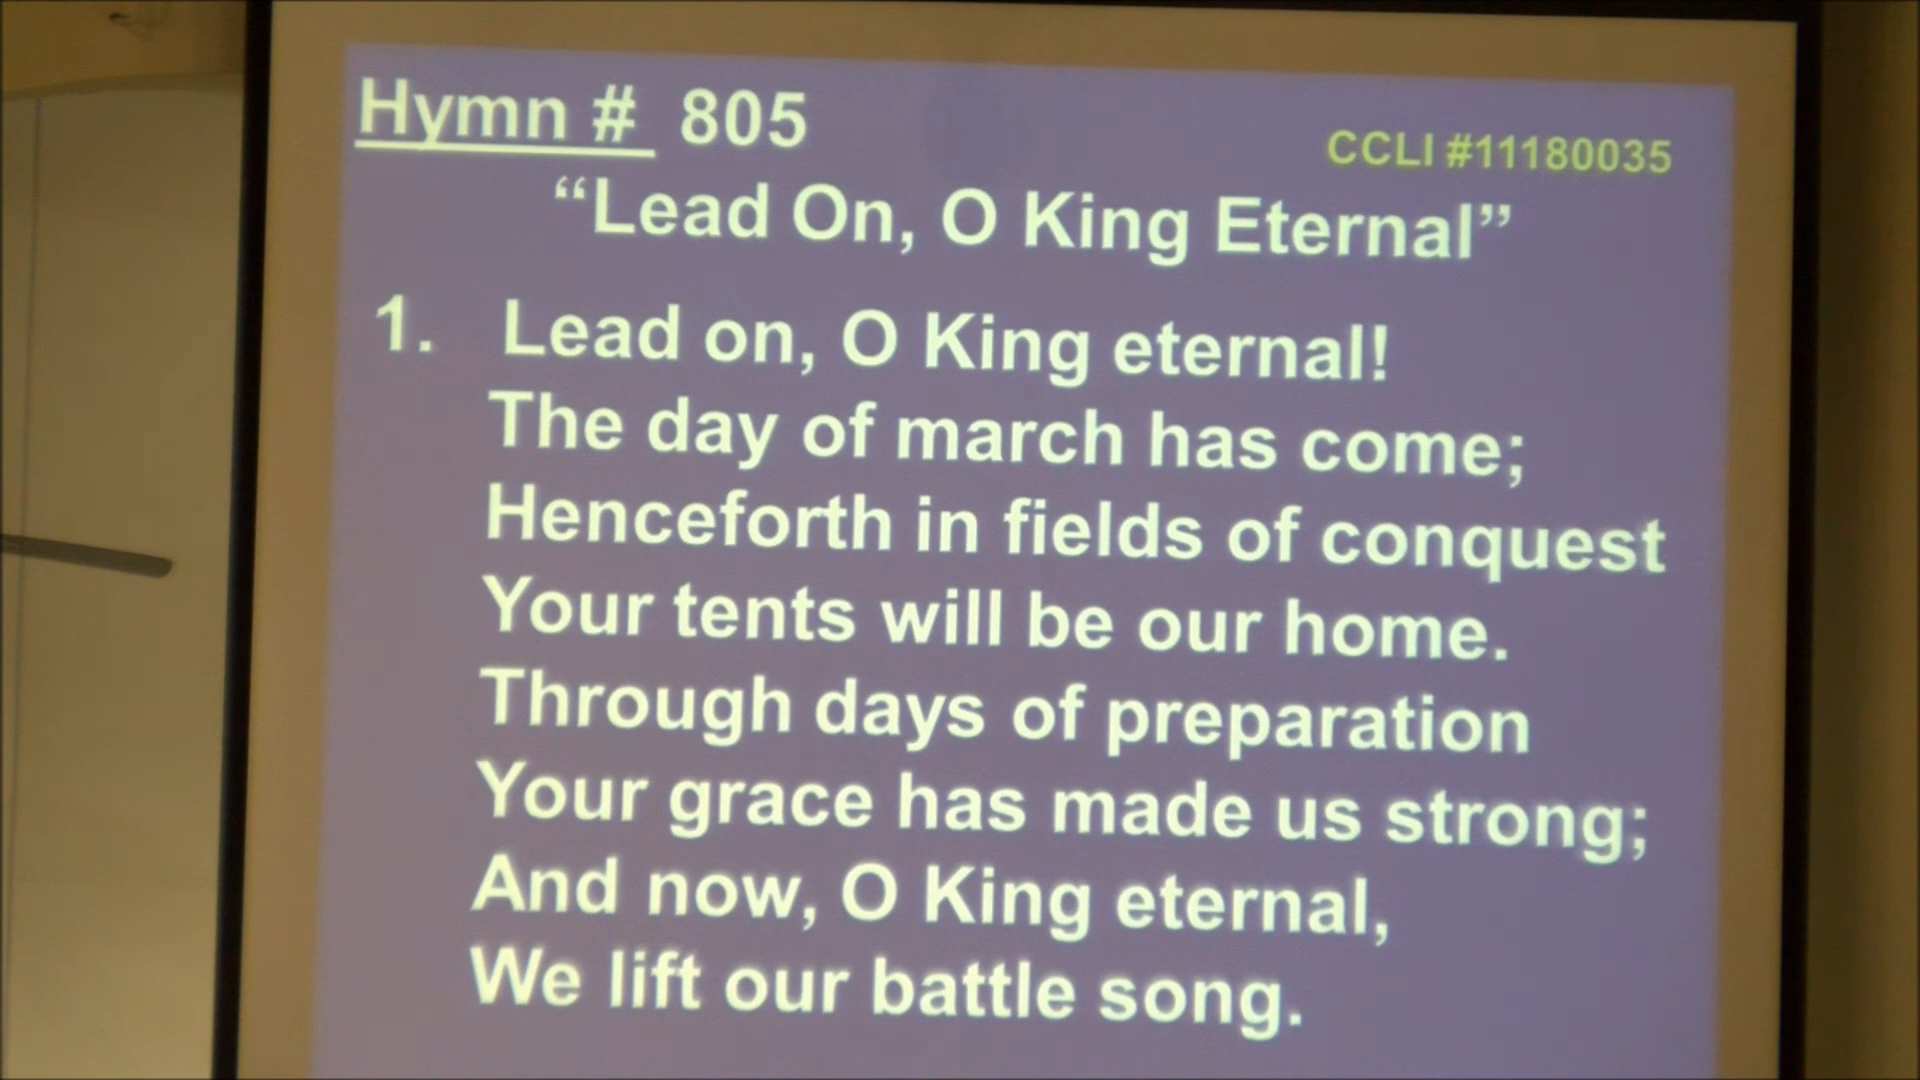 Hymn # 805
CCLI #11180035
“Lead On, O King Eternal”
1. Lead on, O King eternal!
The day of march has come;
Henceforth in fields of conquest
Your tents will be our home.
Through days of preparation
Your grace has made us strong;
And now, O King eternal,
We lift our battle song.